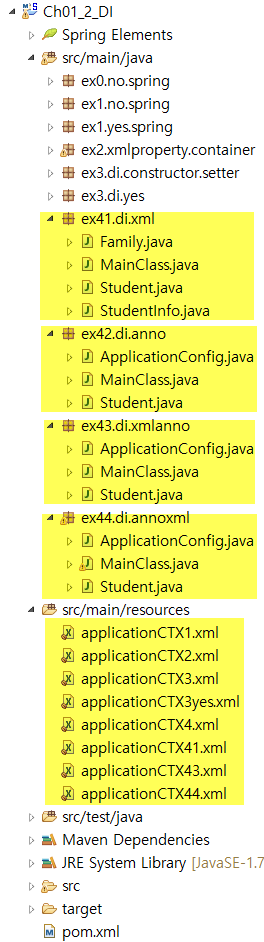 Ch01_2_DI
Spring Elements
src/main/java
ex0.no.spring
ex1.no.spring
ex1.yes.spring
ex2.xmlproperty.container
ex3.di.constructor.setter
ex3.di.yes
ex41.di.xml
Family.java
MainClass.java
Student.java
StudentInfo.java
ex42.di.anno
ApplicationConfig.java
MainClass.java
Student.java
ex43.di.xmlanno
ApplicationConfig.java
MainClass.java
Student.java
ex44.di.annoxml
ApplicationConfig.java
MainClass.java
Student.java
src/main/resources
applicationCTX1.xml
applicationCTX2.xml
applicationCTX3.xml
applicationCTX3yes.xml
applicationCTX4.xml
applicationCTX41.xml
applicationCTX43.xml
applicationCTX44.xml
src/test/java
Maven Dependencies
JRE System Library [JavaSE-1.7
src
target
pom.xml